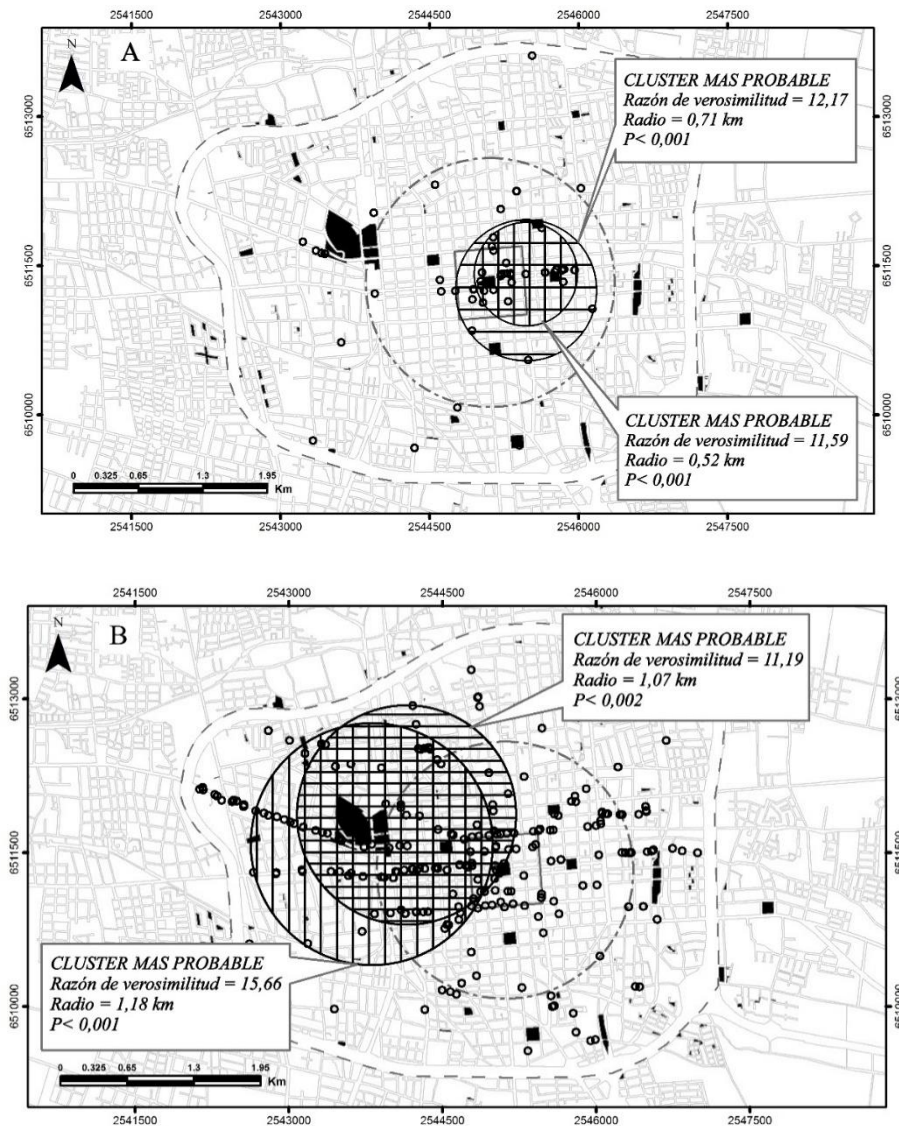 2541500 2543000 2544500 2546000 2547500
N
A
CLUSTER MAS PROBABLE
Razón de verosimilitud = 12,17
Radio = 0,71 km
P< 0,001
6513000 6513000
6511500 6511500
6510000 6510000
CLUSTER MAS PROBABLE
Razón de verosimilitud = 11,59
Radio = 0,52 km
P< 0,001
0 0.325 0.65 1.3 1.95
Km
2541500 2543000 2544500 2546000 2547500
2541500 2543000 2544500 2546000 2547500
N
B
CLUSTER MAS PROBABLE
Razón de verosimilitud = 11,19
Radio = 1,07 km
P< 0,002
6513000 6513000
6511500 6511500
6510000 6510000
CLUSTER MAS PROBABLE
Razón de verosimilitud = 15,66
Radio = 1,18 km
P< 0,001
0 0.325 0.65 1.3 1.95
Km
2541500 2543000 2544500 2546000 2547500